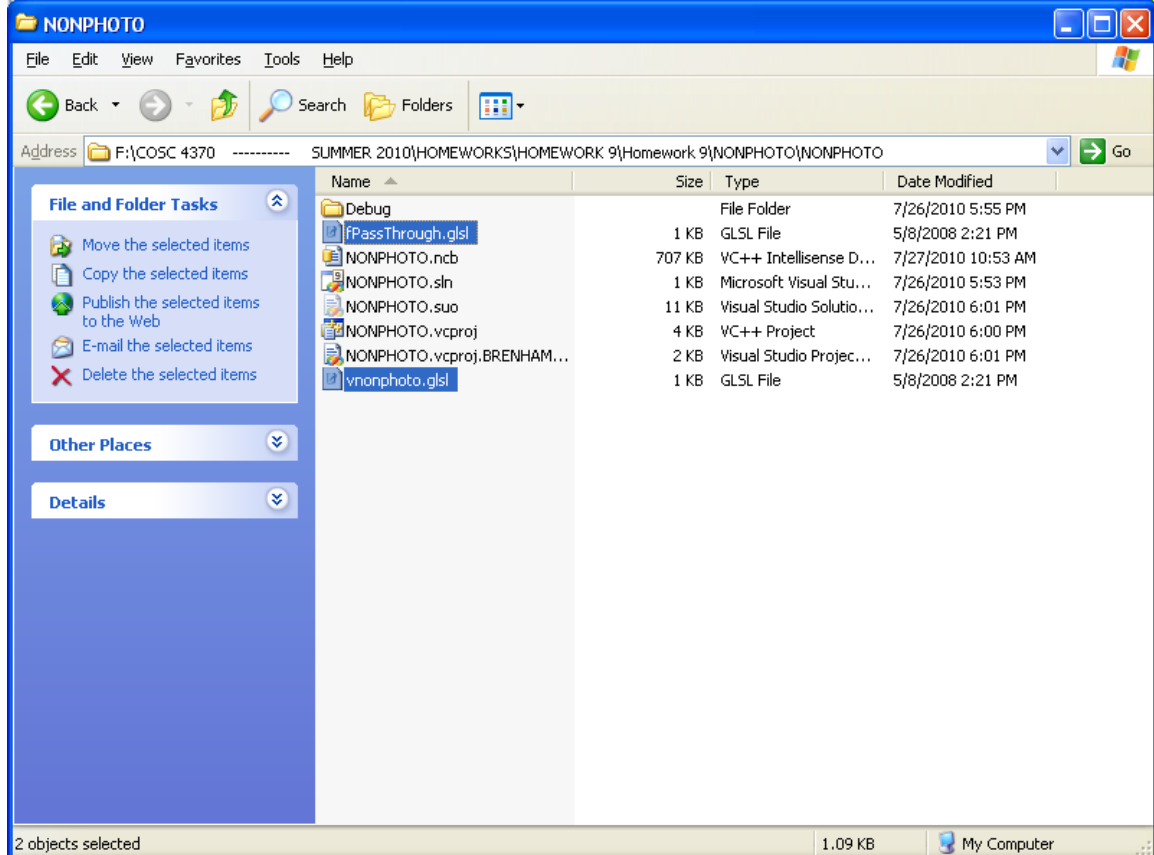 NONPHOTO
File Edit View Favorites Tools Help
Back Search Folders
Address F:\COSC 4370 ---------- SUMMER 2010\HOMEWORKS\HOMEWORK 9\Homework 9\NONPHOTO\NONPHOTO Go
File and Folder Tasks
Move the selected items
Copy the selected items
Publish the selected items
to the Web
E-mail the selected items
Delete the selected items
Other Places
Details
Name Size Type Date Modified
Debug File Folder 7/26/2010 5:55 PM
fPassThrough.glsl 1 KB GLSL File 5/8/2008 2:21 PM
NONPHOTO.ncb 707 KB VC++ Intellisense D... 7/27/2010 10:53 AM
NONPHOTO.sln 1 KB Microsoft Visual Stu... 7/26/2010 5:53 PM
NONPHOTO.suo 11 KB Visual Studio Solutio... 7/26/2010 6:01 PM
NONPHOTO.vcproj 4 KB VC++ Project 7/26/2010 6:00 PM
NONPHOTO.vcproj.BRENHAM... 2 KB Visual Studio Projec... 7/26/2010 6:01 PM
vnonphoto.glsl 1 KB GLSL File 5/8/2008 2:21 PM
2 objects selected 1.09 KB My Computer